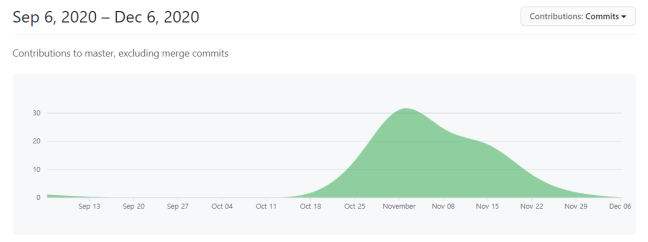 Sep 6, 2020 – Dec 6, 2020
Contributions: Commits
Contributions to master, excluding merge commits
30
20
10
0
Sep 13 Sep 20 Sep 27 Oct 04 Oct 11 Oct 18 Oct 25 November Nov 08 Nov 15 Nov 22 Nov 29 Dec 06